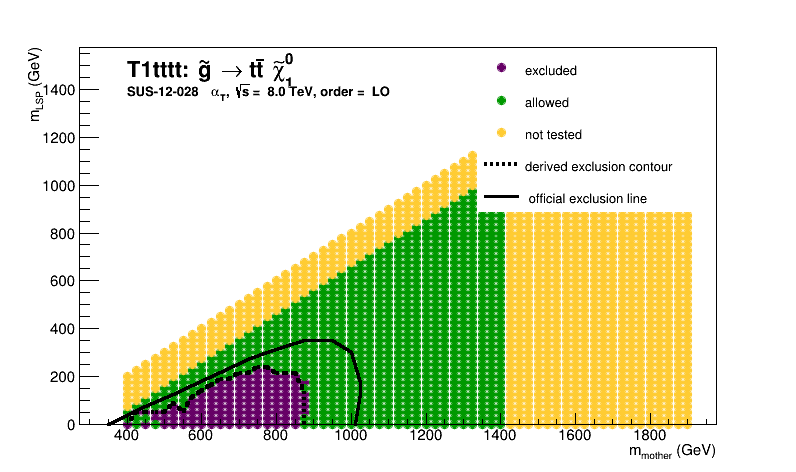 T1tttt: g̃ → tt̄ χ̃⁰₁
SUS-12-028 α_T, √s = 8.0 TeV, order = LO
excluded
allowed
not tested
derived exclusion contour
official exclusion line
m_LSP (GeV)
1400
1200
1000
800
600
400
200
0
400 600 800 1000 1200 1400 1600 1800
m_mother (GeV)